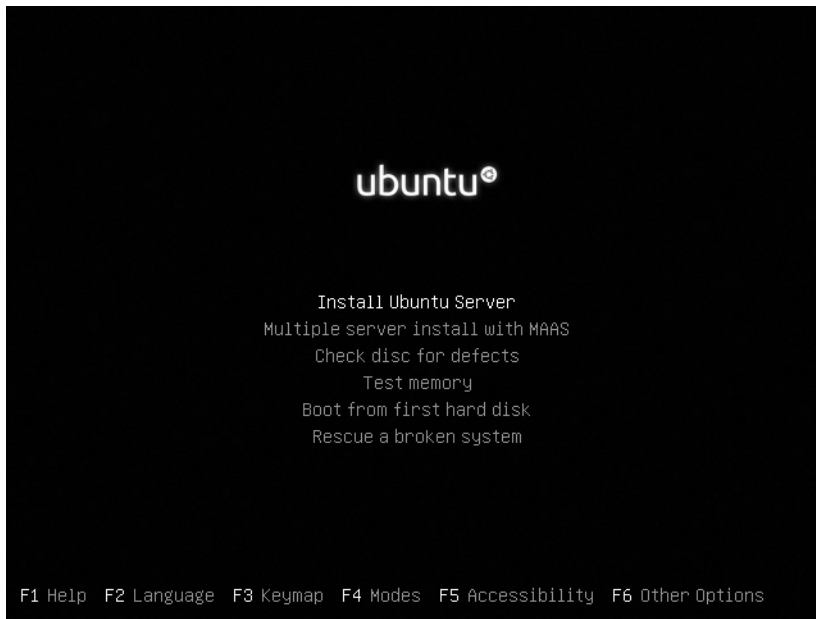 ubuntu
Install Ubuntu Server
Multiple server install with MAAS
Check disc for defects
Test memory
Boot from first hard disk
Rescue a broken system
F1 Help F2 Language F3 Keymap F4 Modes F5 Accessibility F6 Other Options